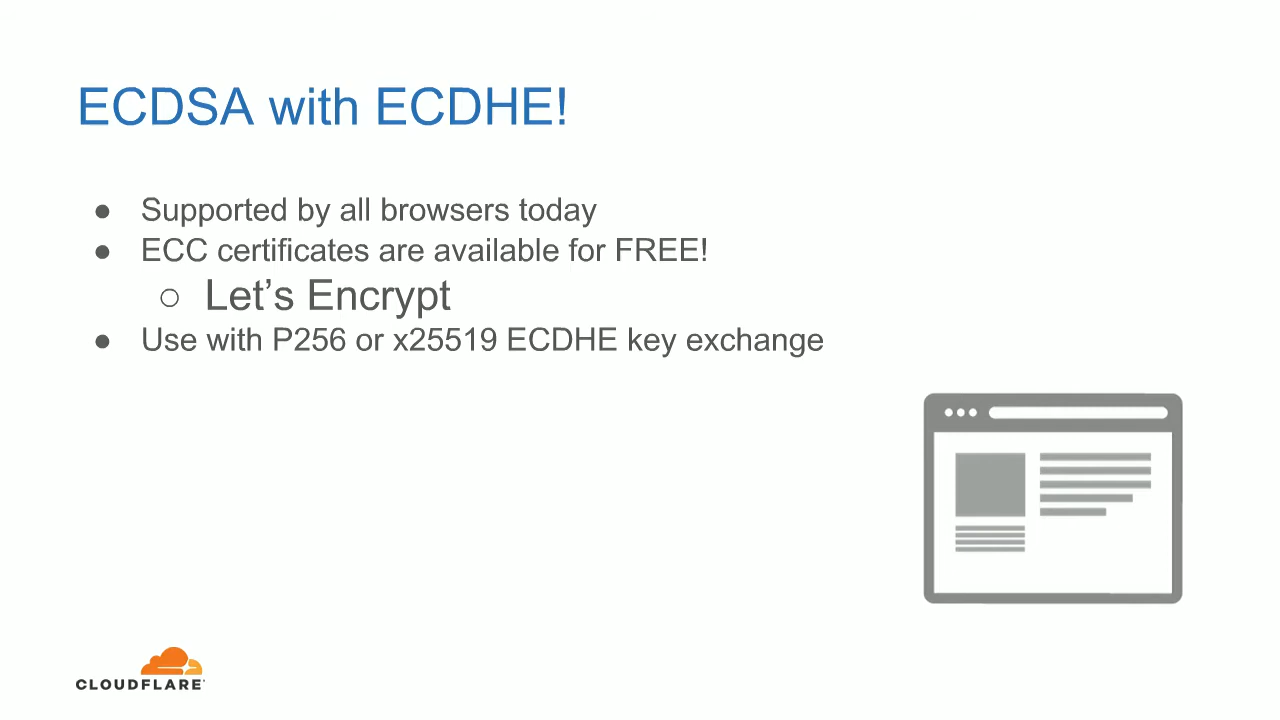 ECDSA with ECDHE!
● Supported by all browsers today
● ECC certificates are available for FREE!
○ Let’s Encrypt
● Use with P256 or x25519 ECDHE key exchange
CLOUDFLARE